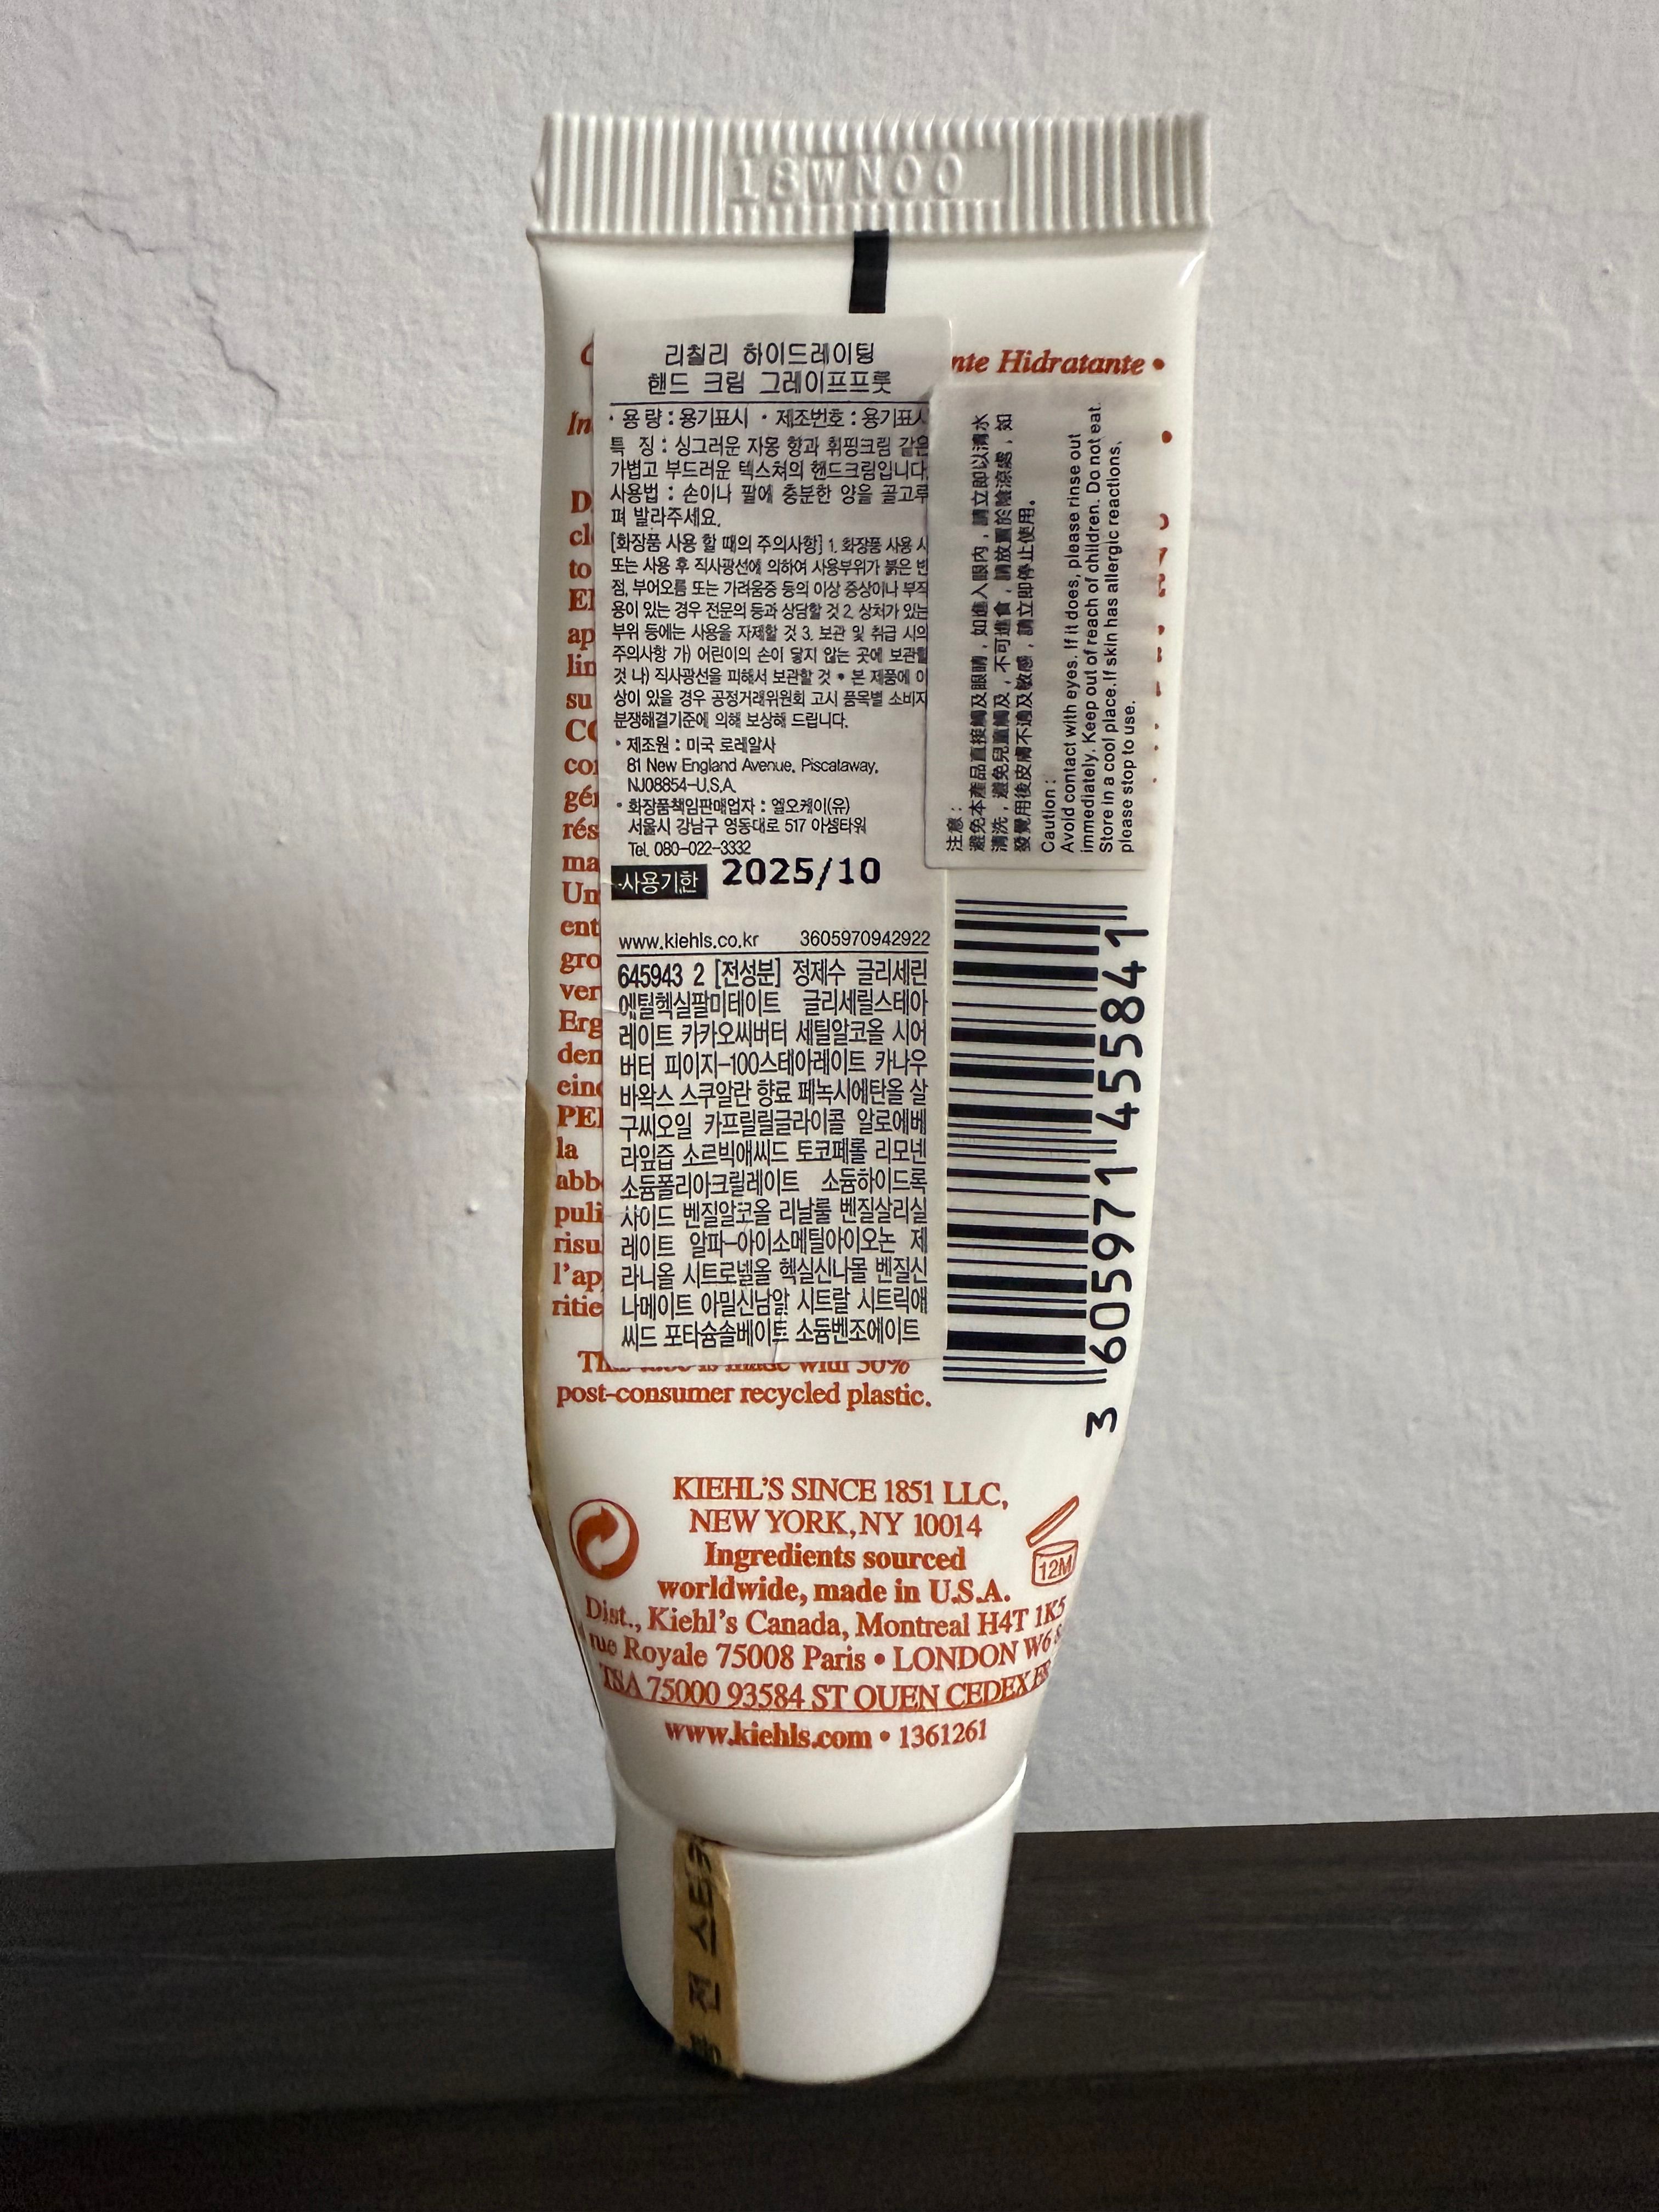 18WN00
nte Hidratante •
In
D
cl
to
El
ap
lin
su
co
gé
rés
ma
Un
ent
gro
ver
Erg
den
ein
PE
la
abb
puli
risu
l'ap
ritie
리칠리 하이드레이팅
핸드 크림 그레이프프룻
· 용 량 : 용기표시 · 제조번호 : 용기표시
특 징 : 싱그러운 자몽 향과 휘핑크림 같은
가볍고 부드러운 텍스쳐의 핸드크림입니다.
사용법 : 손이나 팔에 충분한 양을 골고루
펴 발라주세요.
[화장품 사용 할 때의 주의사항] 1. 화장품 사용 시
또는 사용 후 직사광선에 의하여 사용부위가 붉은 반
점, 부어오름 또는 가려움증 등의 이상 증상이나 부작
용이 있는 경우 전문의 등과 상담할 것 2. 상처가 있는
부위 등에는 사용을 자제할 것 3. 보관 및 취급 시의
주의사항 가) 어린이의 손이 닿지 않는 곳에 보관할
것 나) 직사광선을 피해서 보관할 것 • 본 제품에 이
상이 있을 경우 공정거래위원회 고시 품목별 소비자
분쟁해결기준에 의해 보상해 드립니다.
• 제조원 : 미국 로레알사
81 New England Avenue, Piscataway,
NJ08854-U.S.A.
• 화장품책임판매업자 : 엘오케이(유)
서울시 강남구 영동대로 517 아셈타워
Tel. 080-022-3332
사용기한 2025/10
www.kiehls.co.kr 3605970942922
645943 2 [전성분] 정제수 글리세린
에틸헥실팔미테이트 글리세릴스테아
레이트 카카오씨버터 세틸알코올 시어
버터 피이지-100스테아레이트 카나우
바왁스 스쿠알란 향료 페녹시에탄올 살
구씨오일 카프릴릴글라이콜 알로에베
라잎즙 소르빅애씨드 토코페롤 리모넨
소듐폴리아크릴레이트 소듐하이드록
사이드 벤질알코올 리날룰 벤질살리실
레이트 알파-아이소메틸아이오논 제
라니올 시트로넬올 헥실신나몰 벤질신
나메이트 아밀신남알 시트랄 시트릭애
씨드 포타슘솔베이트 소듐벤조에이트
注意：
避免本產品直接觸及眼睛，如進入眼內，請立即以清水
清洗，避免兒童觸及，不可進食，請放置於陰涼處，如
發覺用後皮膚不適及敏感，請立即停止使用。
Caution :
Avoid contact with eyes. If it does, please rinse out
immediately. Keep out of reach of children. Do not eat.
Store in a cool place. If skin has allergic reactions,
please stop to use.
3 605971 455841
is made with 30%
post-consumer recycled plastic.
KIEHL'S SINCE 1851 LLC,
NEW YORK, NY 10014
Ingredients sourced
worldwide, made in U.S.A.
12M
Dist., Kiehl's Canada, Montreal H4T 1K5
rue Royale 75008 Paris • LONDON W6
TSA 75000 93584 ST OUEN CEDEX
www.kiehls.com • 1361261
전 스티커